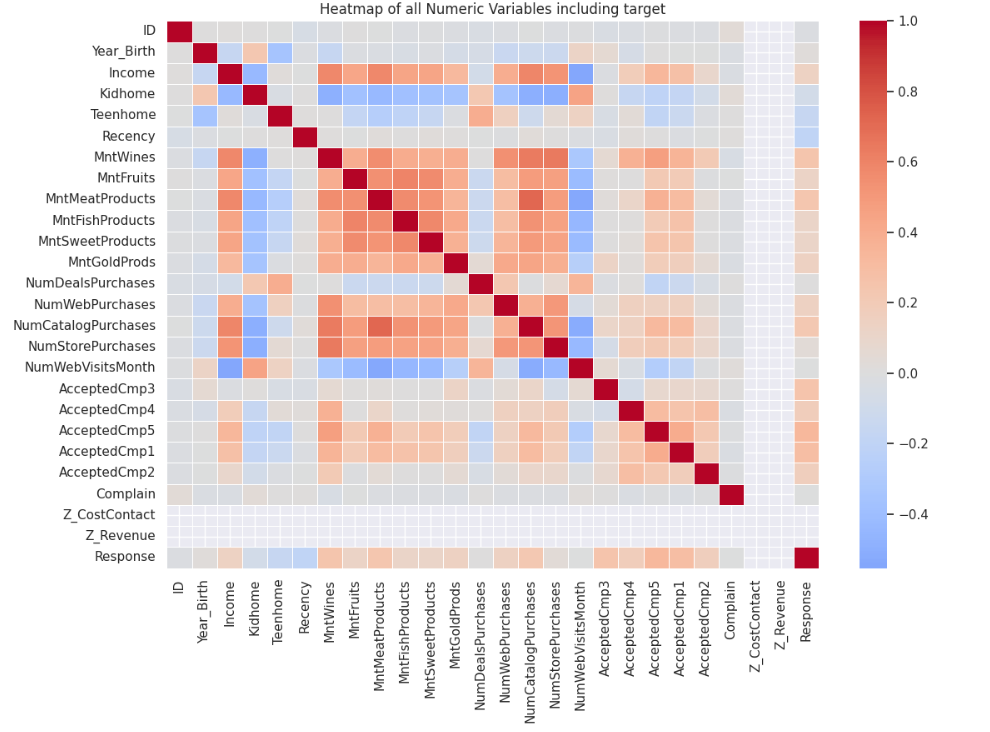 Heatmap of all Numeric Variables including target
ID
Year_Birth
Income
Kidhome
Teenhome
Recency
MntWines
MntFruits
MntMeatProducts
MntFishProducts
MntSweetProducts
MntGoldProds
NumDealsPurchases
NumWebPurchases
NumCatalogPurchases
NumStorePurchases
NumWebVisitsMonth
AcceptedCmp3
AcceptedCmp4
AcceptedCmp5
AcceptedCmp1
AcceptedCmp2
Complain
Z_CostContact
Z_Revenue
Response
ID
Year_Birth
Income
Kidhome
Teenhome
Recency
MntWines
MntFruits
MntMeatProducts
MntFishProducts
MntSweetProducts
MntGoldProds
NumDealsPurchases
NumWebPurchases
NumCatalogPurchases
NumStorePurchases
NumWebVisitsMonth
AcceptedCmp3
AcceptedCmp4
AcceptedCmp5
AcceptedCmp1
AcceptedCmp2
Complain
Z_CostContact
Z_Revenue
Response
1.0
0.8
0.6
0.4
0.2
0.0
−0.2
−0.4